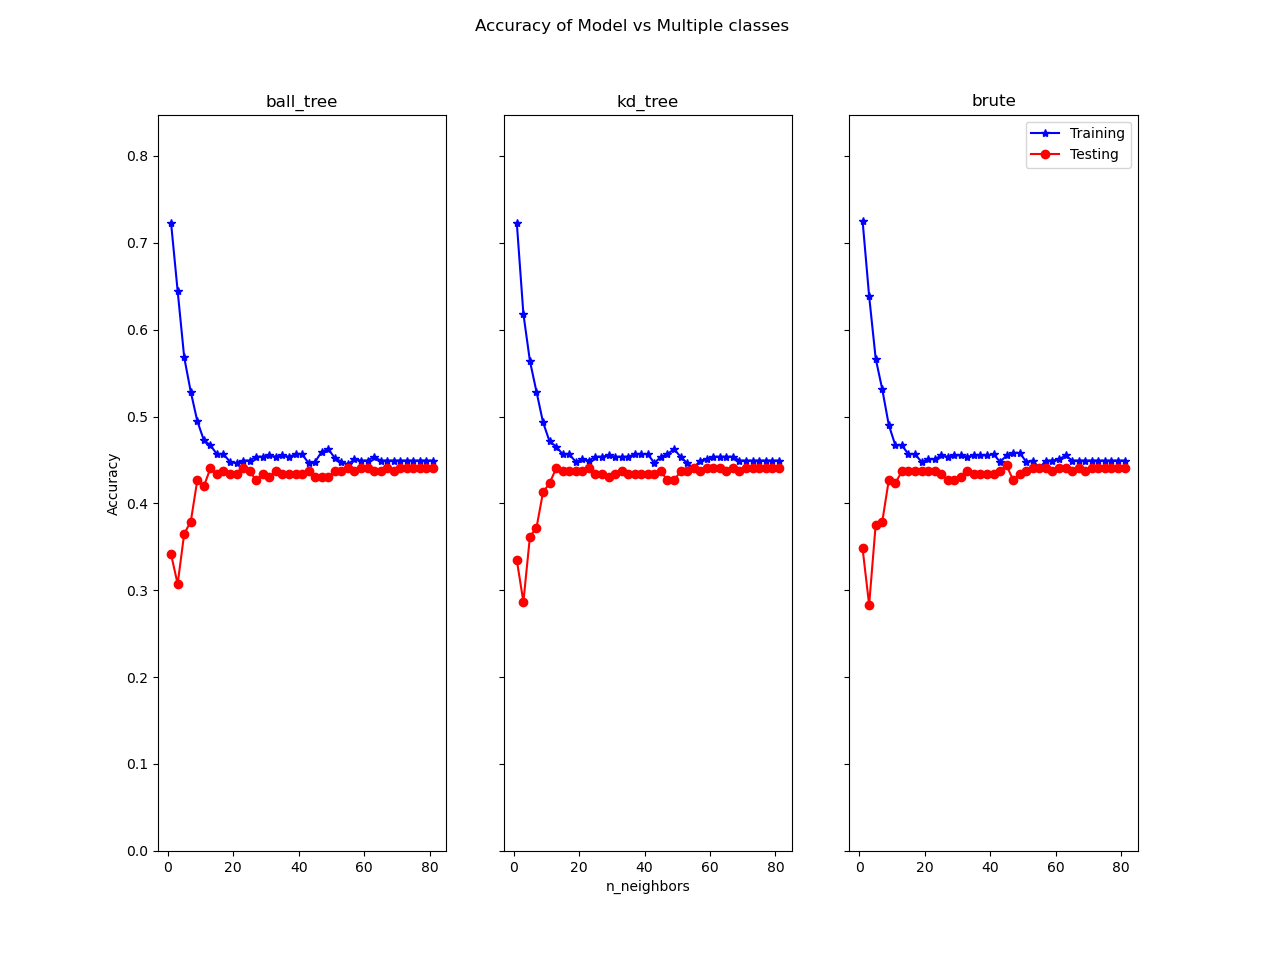 Accuracy of Model vs Multiple classes
ball_tree
kd_tree
brute
Training
Testing
Accuracy
0.8
0.7
0.6
0.5
0.4
0.3
0.2
0.1
0.0
0 20 40 60 80
0 20 40 60 80
0 20 40 60 80
n_neighbors